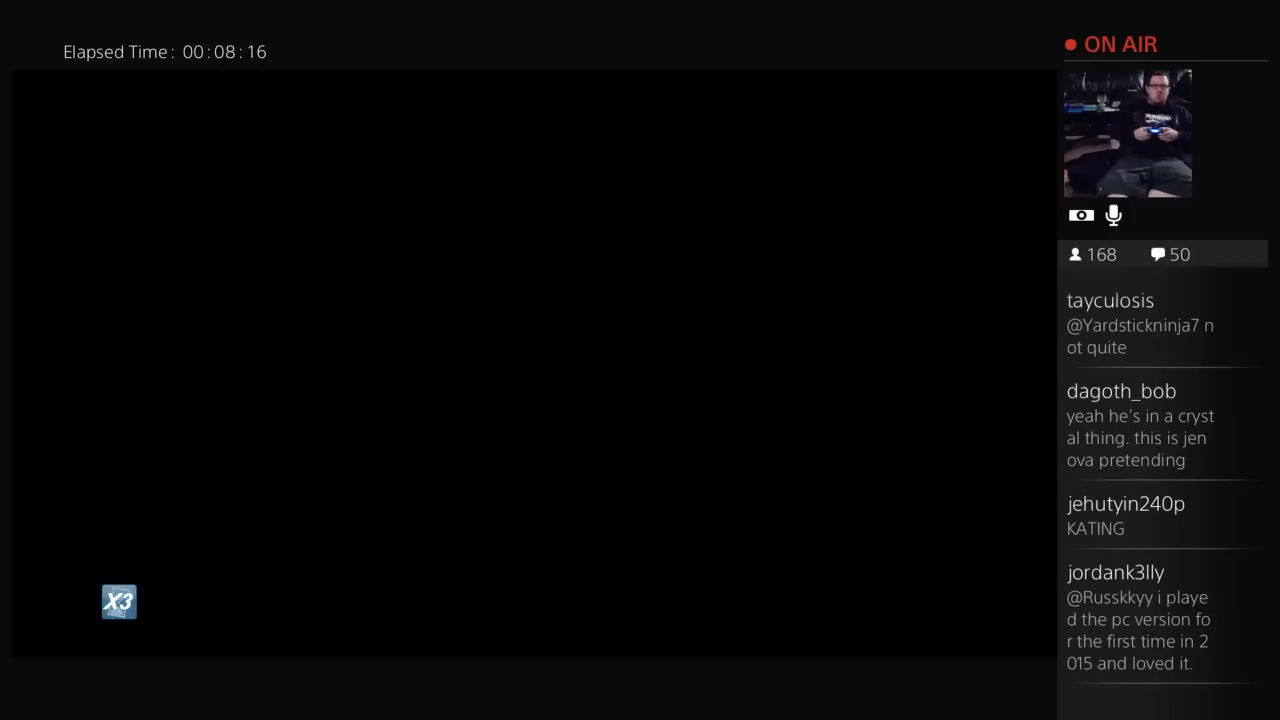 Elapsed Time: 00:08:16
ON AIR
168 50
tayculosis
@Yardstickninja7 n
ot quite
dagoth_bob
yeah he's in a cryst
al thing. this is jen
ova pretending
jehutyin240p
KATING
jordank3lly
@Russkkyy i playe
d the pc version fo
r the first time in 2
015 and loved it.
X3